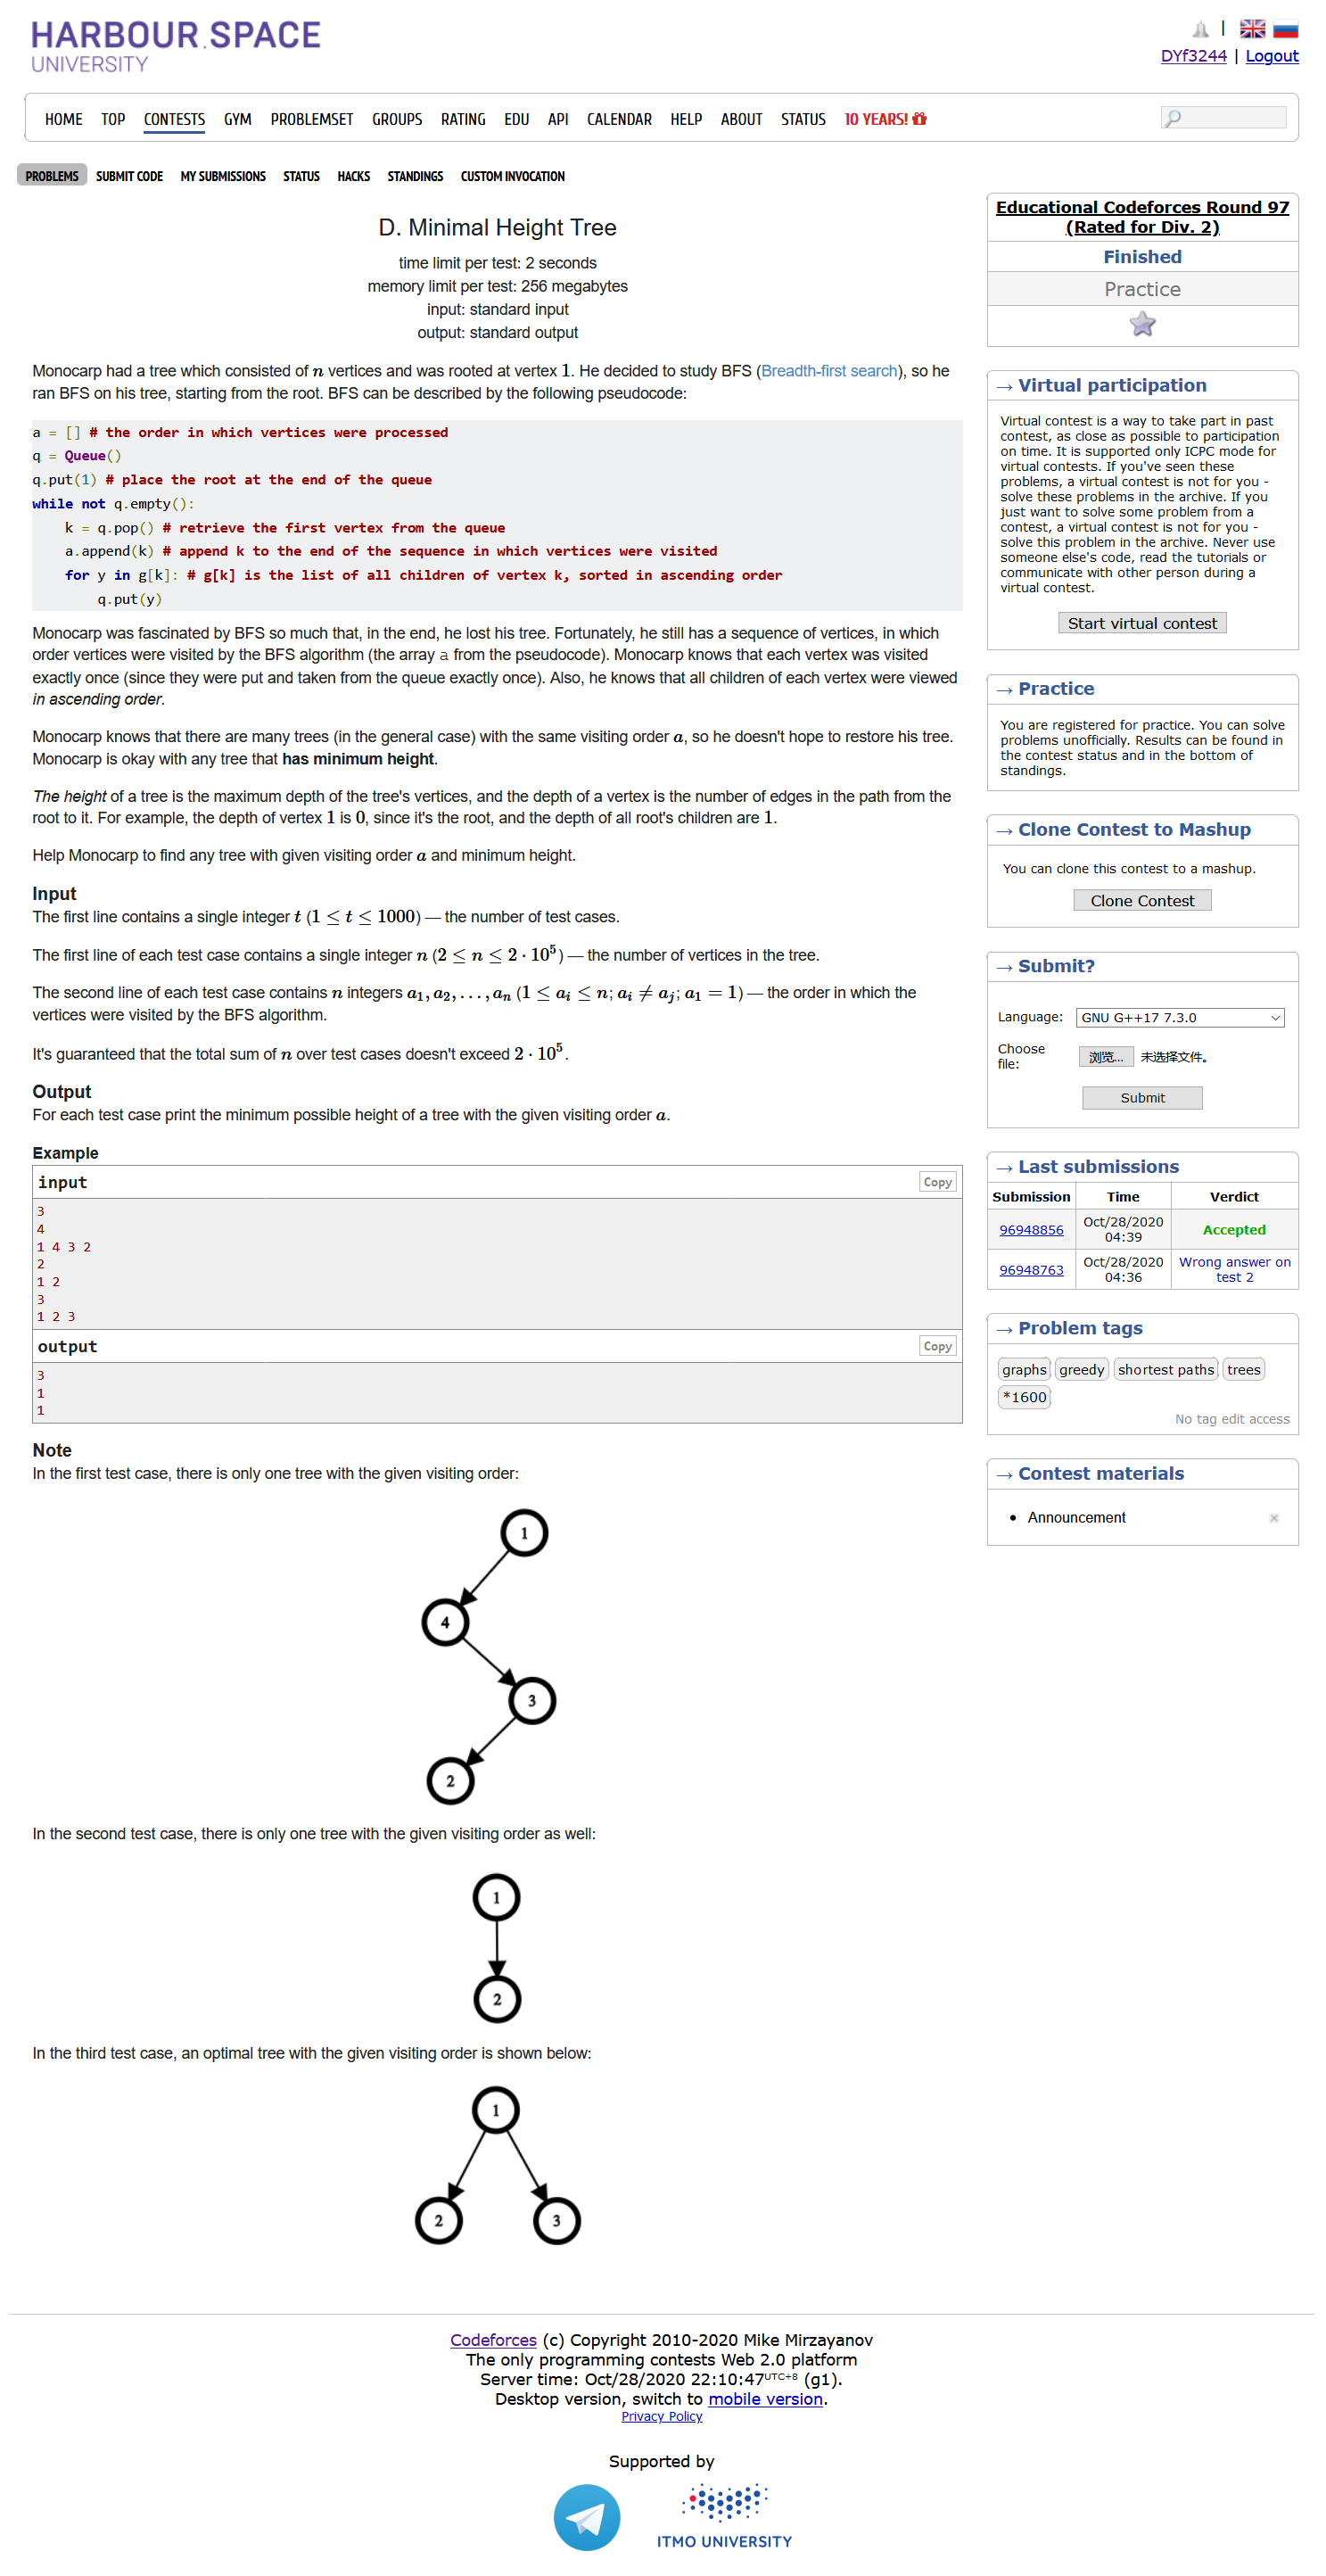 HARBOUR.SPACE
UNIVERSITY
|
DYf3244 | Logout
HOME TOP CONTESTS GYM PROBLEMSET GROUPS RATING EDU API CALENDAR HELP ABOUT STATUS 10 YEARS!
PROBLEMS SUBMIT CODE MY SUBMISSIONS STATUS HACKS STANDINGS CUSTOM INVOCATION
D. Minimal Height Tree
time limit per test: 2 seconds
memory limit per test: 256 megabytes
input: standard input
output: standard output
Monocarp had a tree which consisted of n vertices and was rooted at vertex 1. He decided to study BFS (Breadth-first search), so he
ran BFS on his tree, starting from the root. BFS can be described by the following pseudocode:
a = [] # the order in which vertices were processed
q = Queue()
q.put(1) # place the root at the end of the queue
while not q.empty():
    k = q.pop() # retrieve the first vertex from the queue
    a.append(k) # append k to the end of the sequence in which vertices were visited
    for y in g[k]: # g[k] is the list of all children of vertex k, sorted in ascending order
        q.put(y)
Monocarp was fascinated by BFS so much that, in the end, he lost his tree. Fortunately, he still has a sequence of vertices, in which
order vertices were visited by the BFS algorithm (the array a from the pseudocode). Monocarp knows that each vertex was visited
exactly once (since they were put and taken from the queue exactly once). Also, he knows that all children of each vertex were viewed
in ascending order.
Monocarp knows that there are many trees (in the general case) with the same visiting order a, so he doesn't hope to restore his tree.
Monocarp is okay with any tree that has minimum height.
The height of a tree is the maximum depth of the tree's vertices, and the depth of a vertex is the number of edges in the path from the
root to it. For example, the depth of vertex 1 is 0, since it's the root, and the depth of all root's children are 1.
Help Monocarp to find any tree with given visiting order a and minimum height.
Input
The first line contains a single integer t (1 ≤ t ≤ 1000) — the number of test cases.
The first line of each test case contains a single integer n (2 ≤ n ≤ 2 · 10⁵) — the number of vertices in the tree.
The second line of each test case contains n integers a₁, a₂, …, aₙ (1 ≤ aᵢ ≤ n; aᵢ ≠ aⱼ; a₁ = 1) — the order in which the
vertices were visited by the BFS algorithm.
It's guaranteed that the total sum of n over test cases doesn't exceed 2 · 10⁵.
Output
For each test case print the minimum possible height of a tree with the given visiting order a.
Example
input Copy
3
4
1 4 3 2
2
1 2
3
1 2 3
output Copy
3
1
1
Note
In the first test case, there is only one tree with the given visiting order:
1
4
3
2
In the second test case, there is only one tree with the given visiting order as well:
1
2
In the third test case, an optimal tree with the given visiting order is shown below:
1
2 3
Educational Codeforces Round 97
(Rated for Div. 2)
Finished
Practice
→ Virtual participation
Virtual contest is a way to take part in past
contest, as close as possible to participation
on time. It is supported only ICPC mode for
virtual contests. If you've seen these
problems, a virtual contest is not for you -
solve these problems in the archive. If you
just want to solve some problem from a
contest, a virtual contest is not for you -
solve this problem in the archive. Never use
someone else's code, read the tutorials or
communicate with other person during a
virtual contest.
Start virtual contest
→ Practice
You are registered for practice. You can solve
problems unofficially. Results can be found in
the contest status and in the bottom of
standings.
→ Clone Contest to Mashup
You can clone this contest to a mashup.
Clone Contest
→ Submit?
Language: GNU G++17 7.3.0
Choose
file: 浏览... 未选择文件。
Submit
→ Last submissions
Submission Time Verdict
96948856 Oct/28/2020
04:39 Accepted
96948763 Oct/28/2020
04:36 Wrong answer on
test 2
→ Problem tags
graphs greedy shortest paths trees
*1600
No tag edit access
→ Contest materials
• Announcement ×
Codeforces (c) Copyright 2010-2020 Mike Mirzayanov
The only programming contests Web 2.0 platform
Server time: Oct/28/2020 22:10:47 UTC+8 (g1).
Desktop version, switch to mobile version.
Privacy Policy
Supported by
ITMO UNIVERSITY